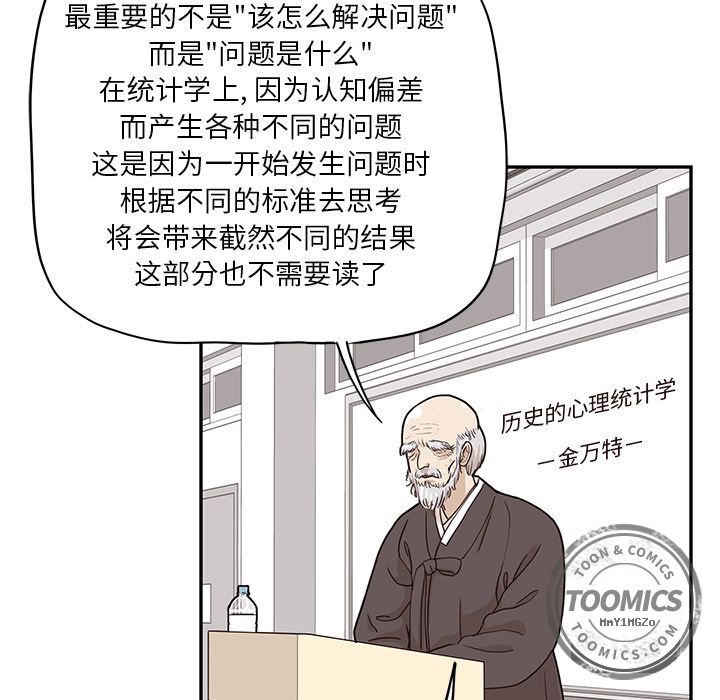 最重要的不是"该怎么解决问题"
而是"问题是什么"
在统计学上, 因为认知偏差
而产生各种不同的问题
这是因为一开始发生问题时
根据不同的标准去思考
将会带来截然不同的结果
这部分也不需要读了
历史的心理统计学
－金万特－
TOON & COMICS
TOOMICS
MmY1MGZo
TOOMICS.COM